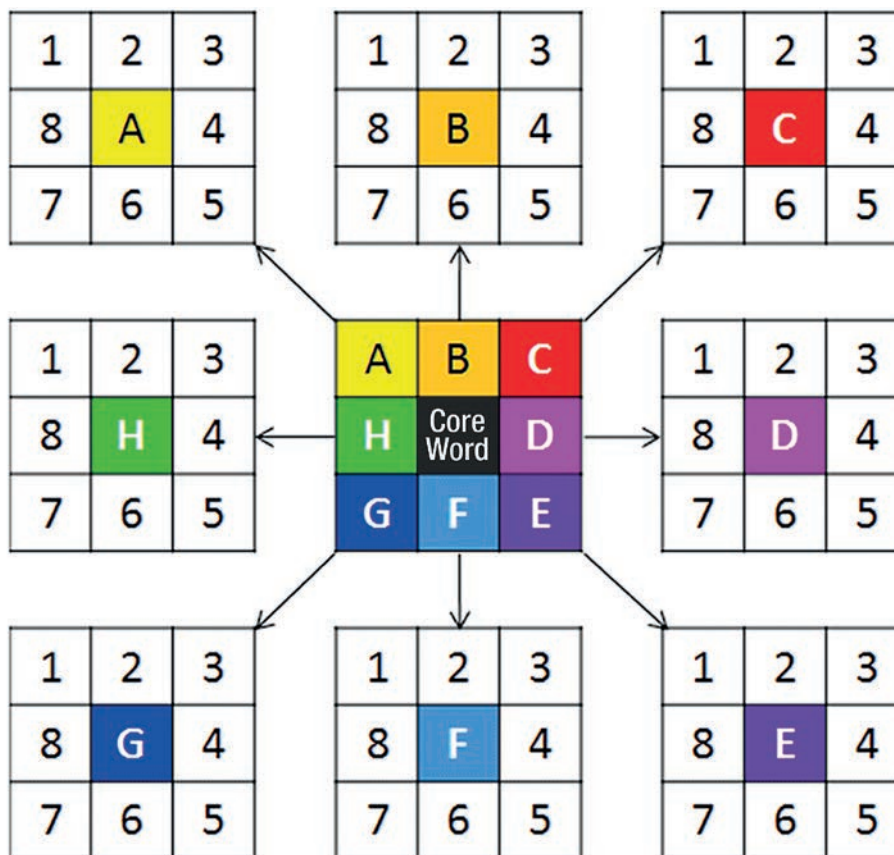 1 2 3 1 2 3 1 2 3
8 A 4 8 B 4 8 C 4
7 6 5 7 6 5 7 6 5
1 2 3 A B C 1 2 3
8 H 4 H Core Word D 8 D 4
7 6 5 G F E 7 6 5
1 2 3 1 2 3 1 2 3
8 G 4 8 F 4 8 E 4
7 6 5 7 6 5 7 6 5